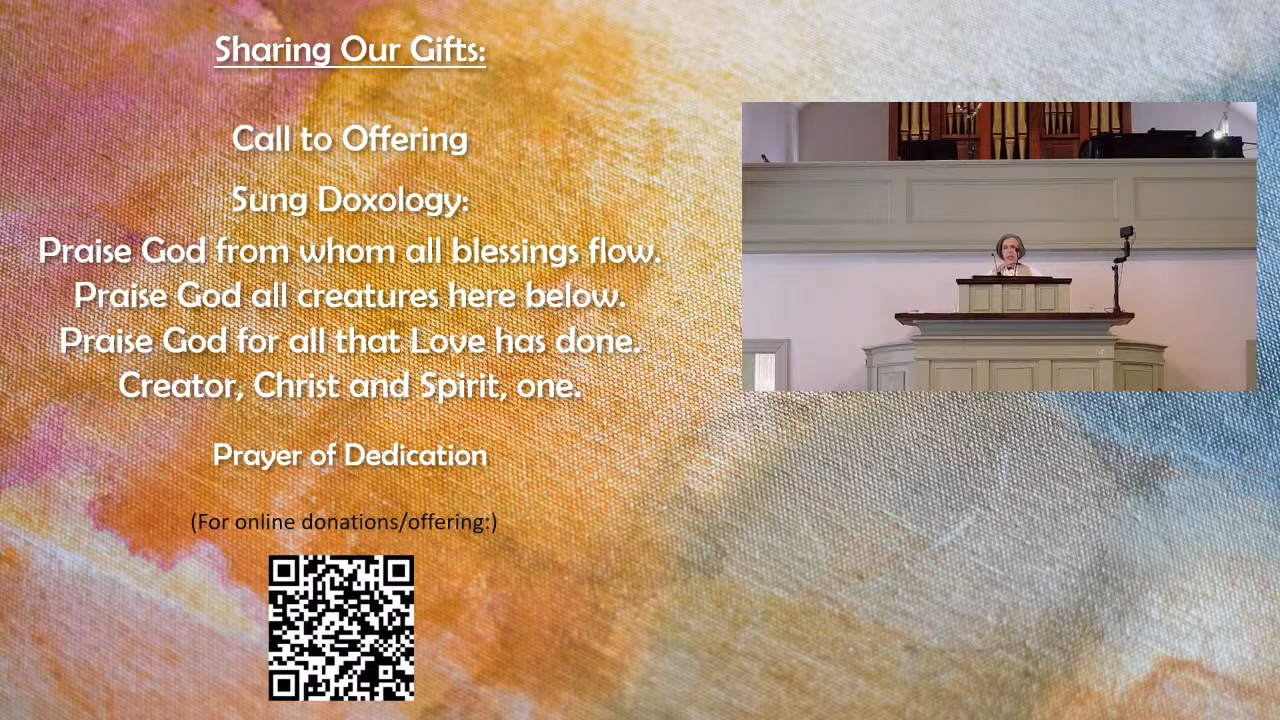 Sharing Our Gifts:
Call to Offering
Sung Doxology:
Praise God from whom all blessings flow.
Praise God all creatures here below.
Praise God for all that Love has done.
Creator, Christ and Spirit, one.
Prayer of Dedication
(For online donations/offering:)